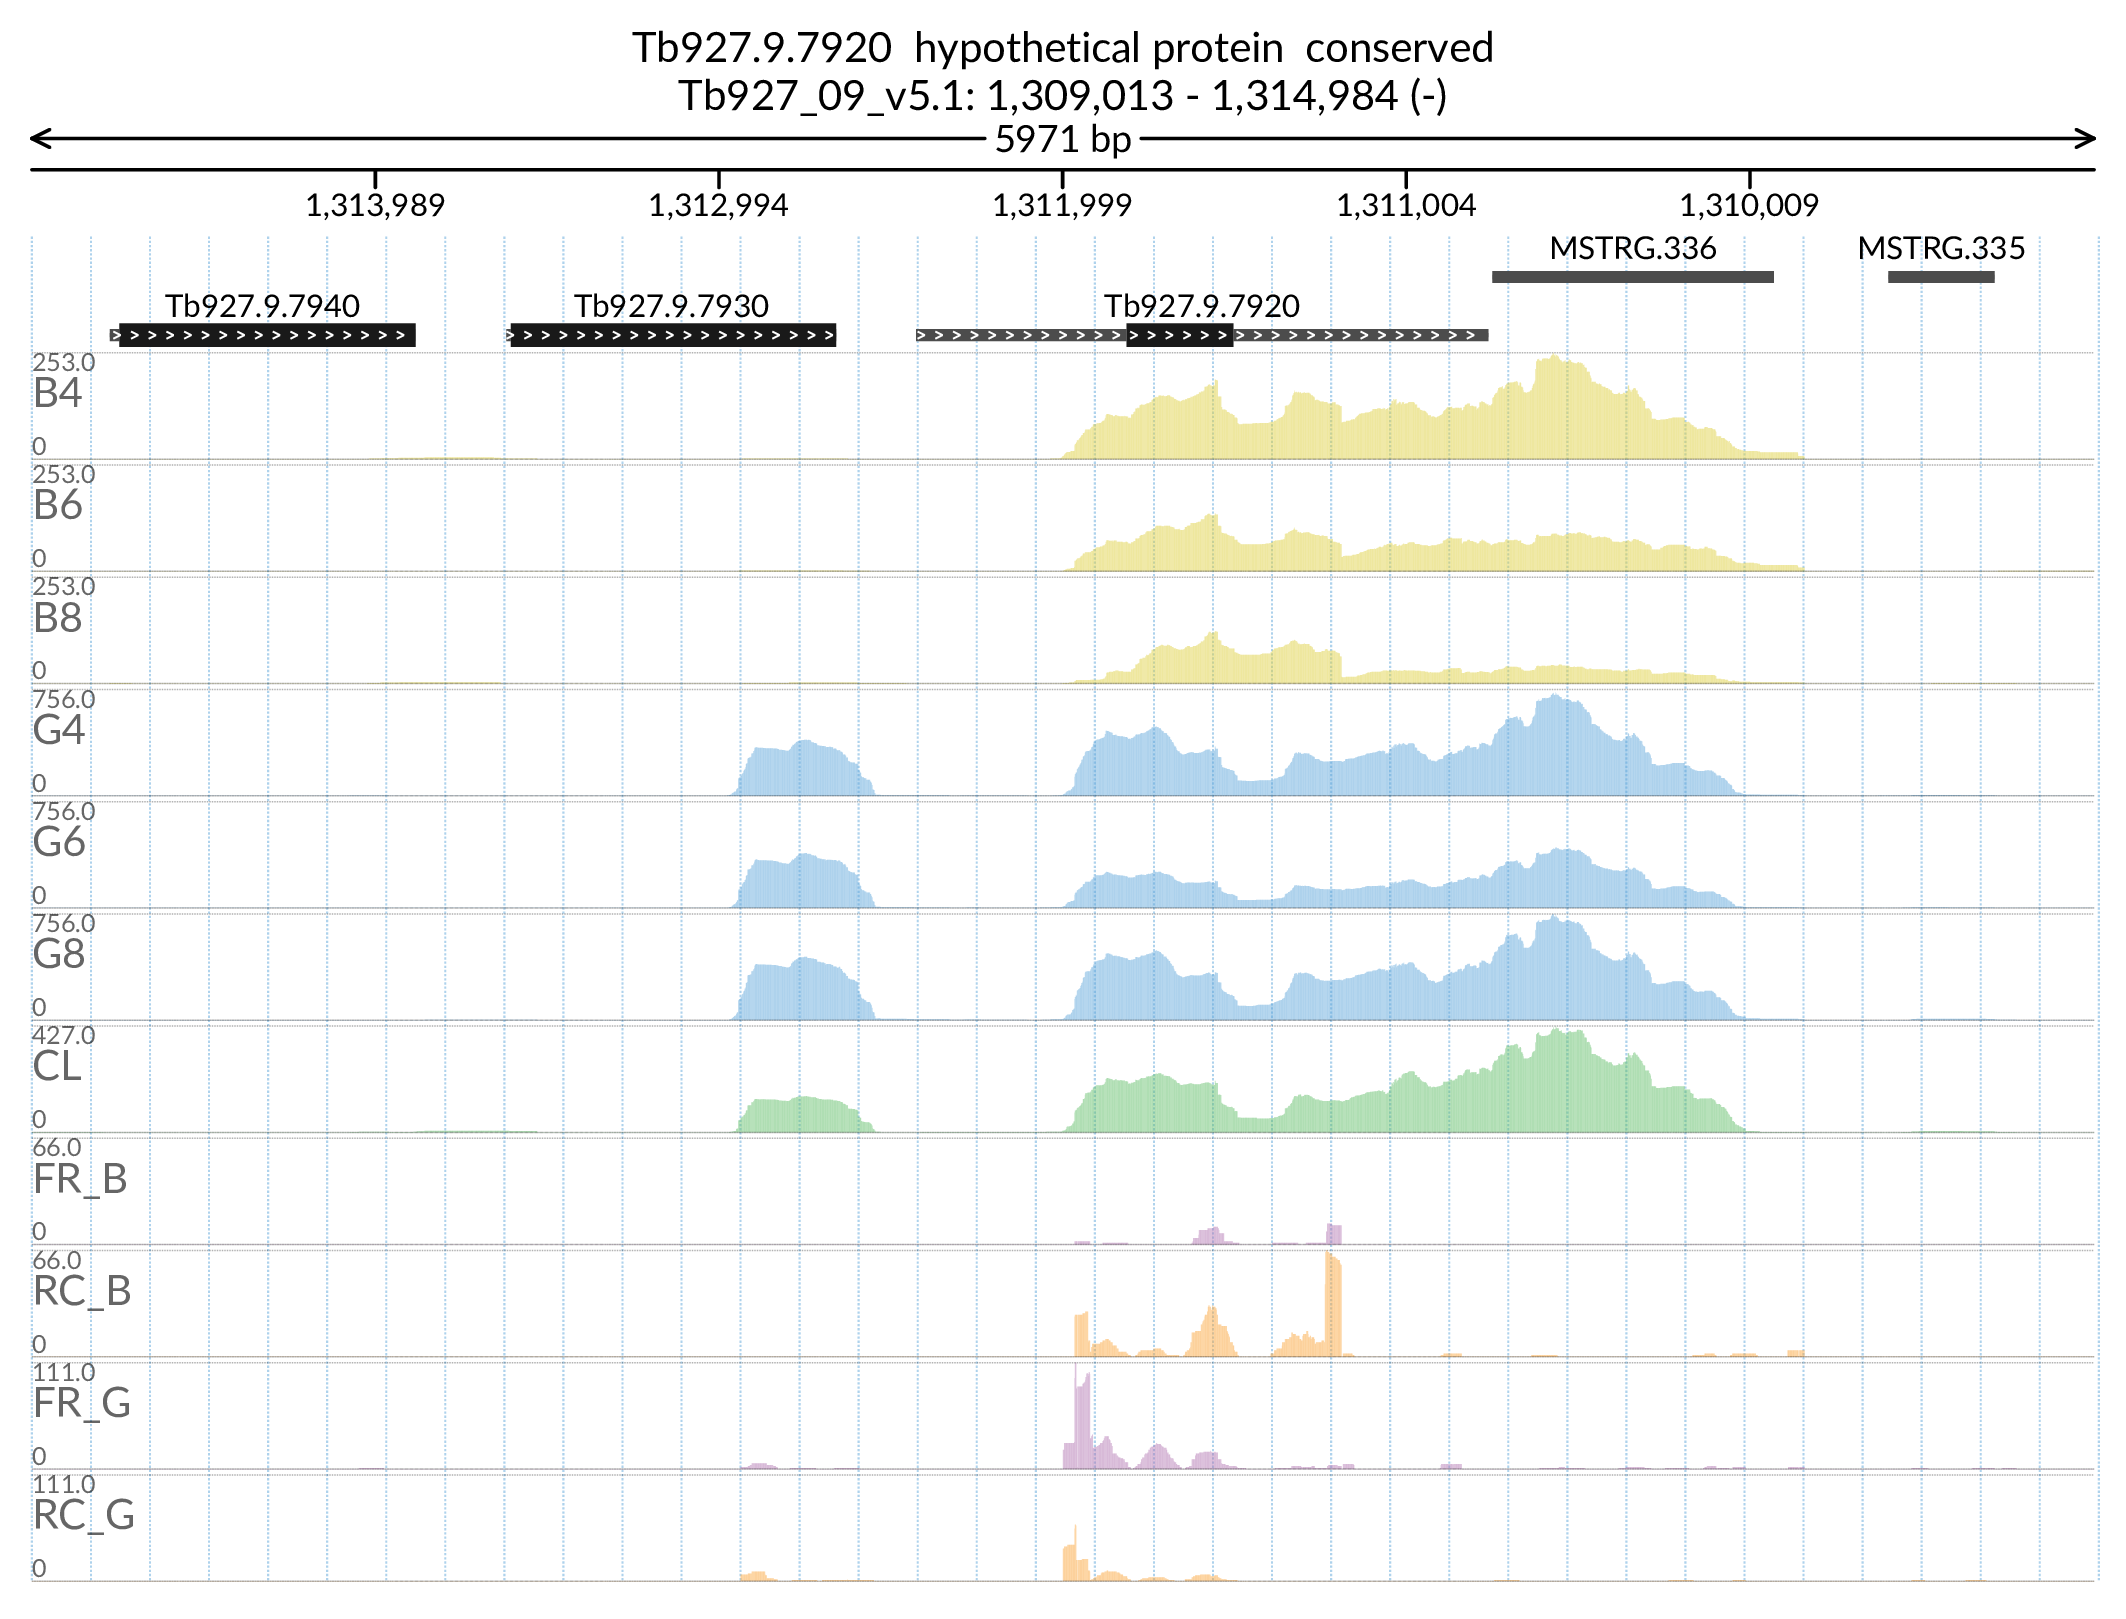 Tb927.9.7920  hypothetical protein  conserved
Tb927_09_v5.1: 1,309,013 - 1,314,984 (-)
5971 bp
1,313,989 1,312,994 1,311,999 1,311,004 1,310,009
MSTRG.336 MSTRG.335
Tb927.9.7940 Tb927.9.7930 Tb927.9.7920
253.0
B4
0
253.0
B6
0
253.0
B8
0
756.0
G4
0
756.0
G6
0
756.0
G8
0
427.0
CL
0
66.0
FR_B
0
66.0
RC_B
0
111.0
FR_G
0
111.0
RC_G
0